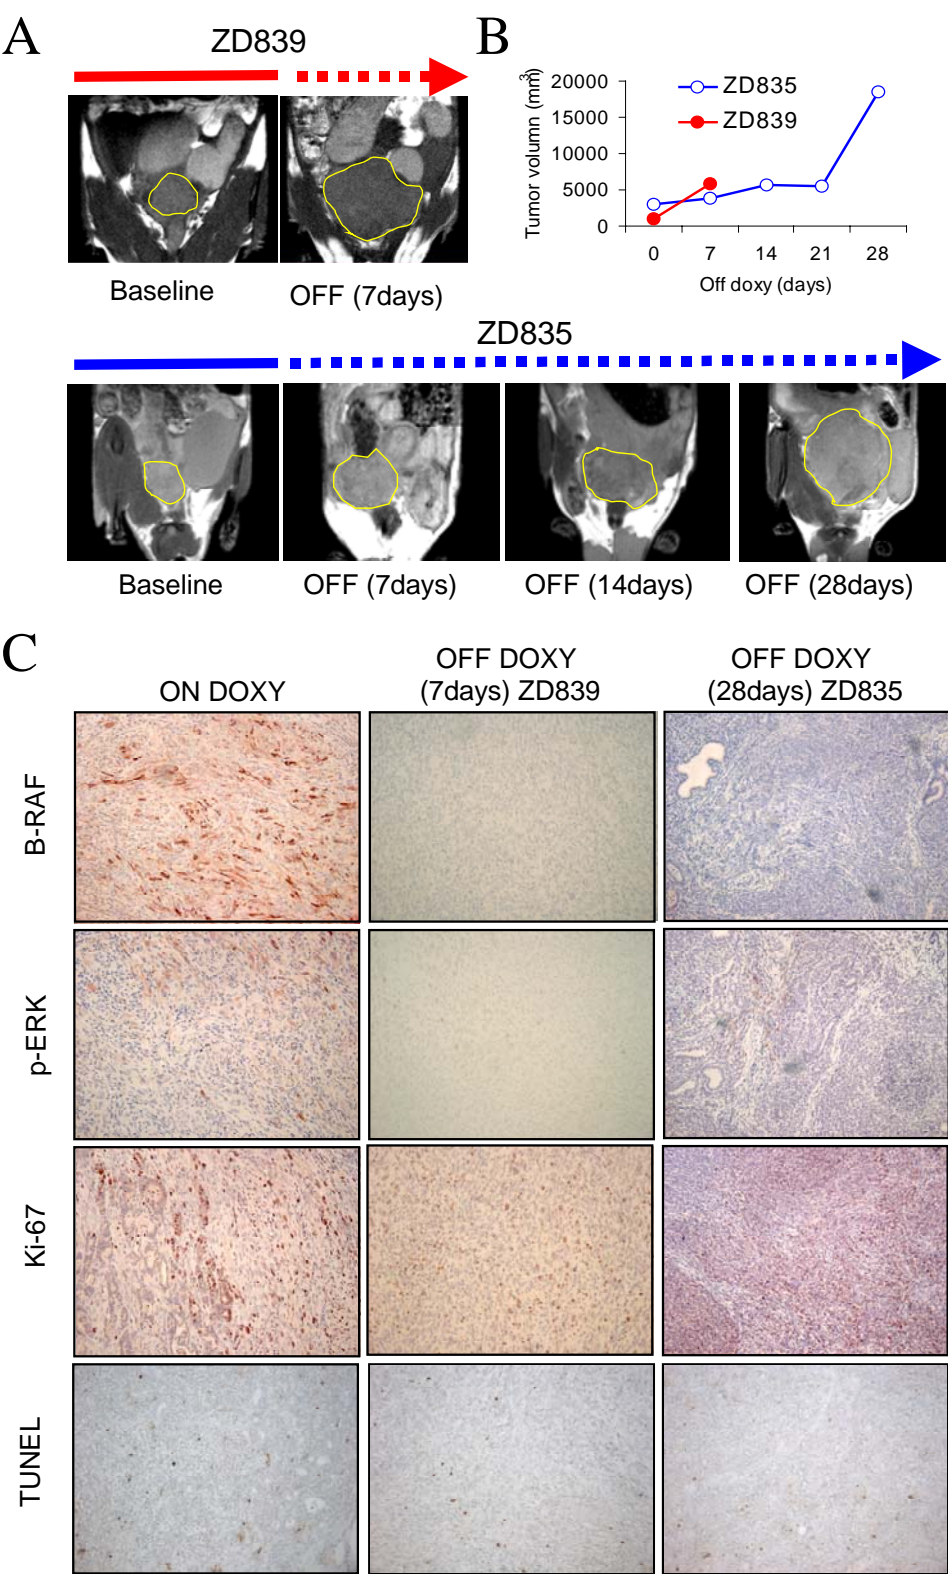 A
ZD839
Baseline
OFF (7days)
B
Tumor volumn (mm3)
20000
15000
10000
5000
0
ZD835
ZD839
0 7 14 21 28
Off doxy (days)
ZD835
Baseline
OFF (7days)
OFF (14days)
OFF (28days)
C
ON DOXY
OFF DOXY
(7days) ZD839
OFF DOXY
(28days) ZD835
B-RAF
p-ERK
Ki-67
TUNEL